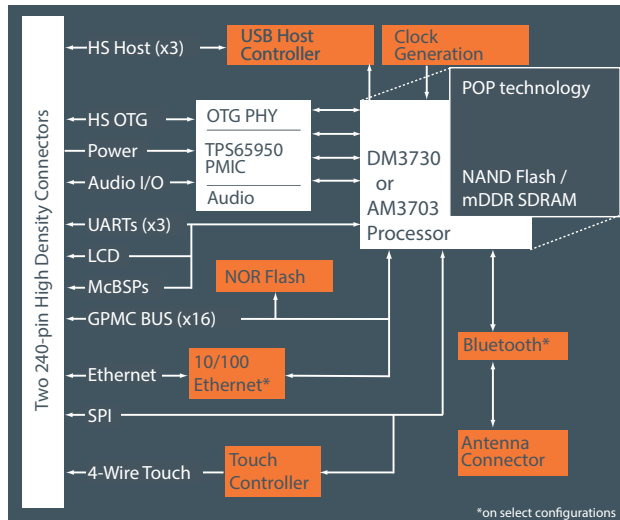 Two 240-pin High Density Connectors
HS Host (x3)
USB Host
Controller
Clock
Generation
POP technology
NAND Flash /
mDDR SDRAM
HS OTG
Power
Audio I/O
OTG PHY
TPS65950
PMIC
Audio
DM3730
or
AM3703
Processor
UARTs (x3)
LCD
McBSPs
NOR Flash
GPMC BUS (x16)
Ethernet
10/100
Ethernet*
Bluetooth*
SPI
4-Wire Touch
Touch
Controller
Antenna
Connector
*on select configurations